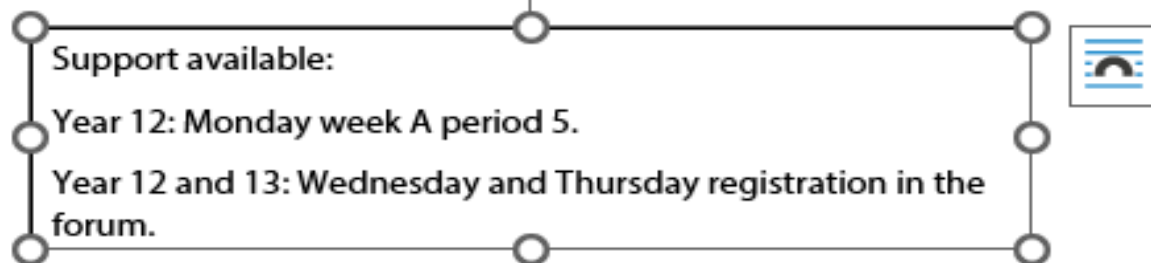 Support available:
Year 12: Monday week A period 5.
Year 12 and 13: Wednesday and Thursday registration in the
forum.